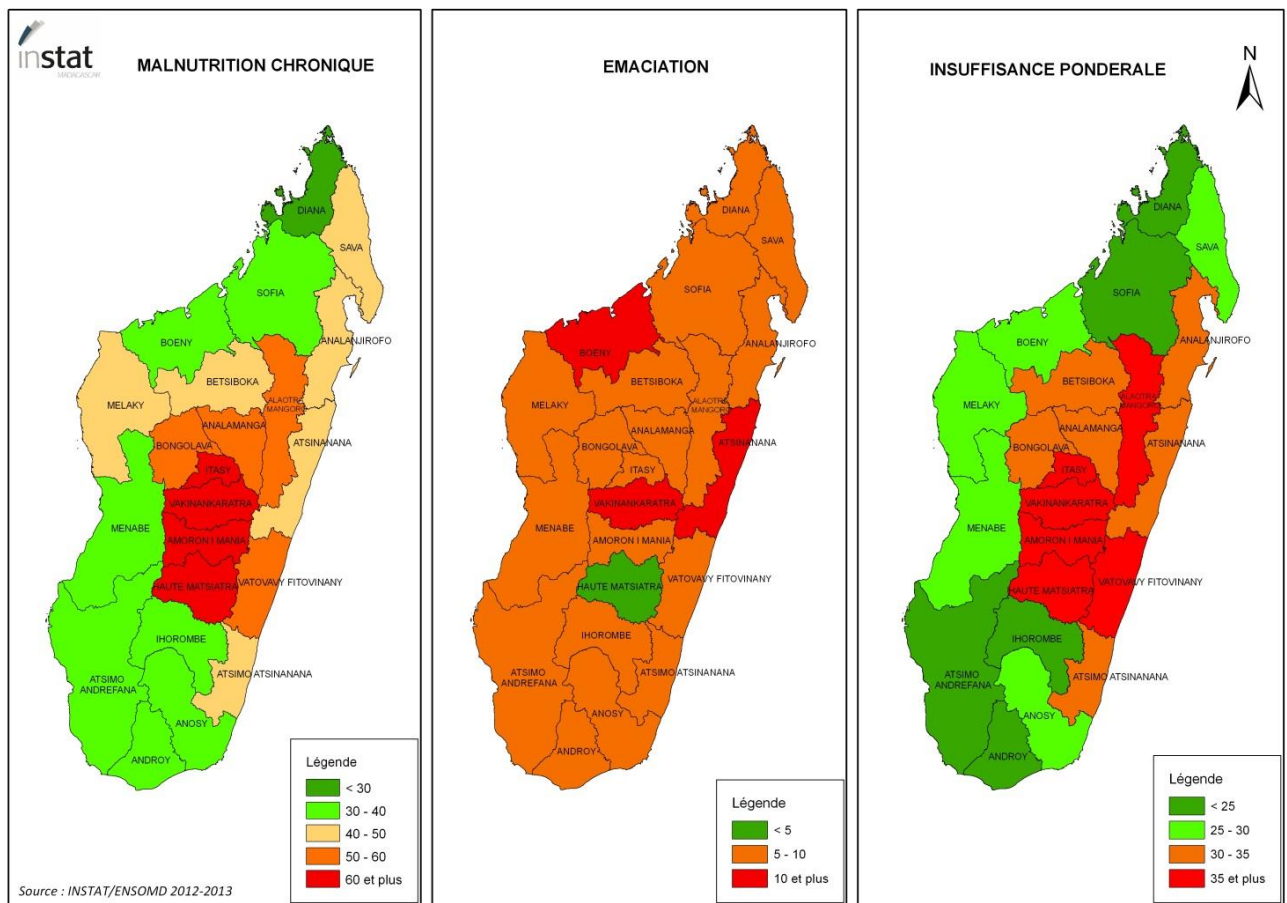 instat
MADAGASCAR
MALNUTRITION CHRONIQUE
DIANA
SAVA
SOFIA
ANALANJIROFO
BOENY
BETSIBOKA
MELAKY
ALAOTRA
MANGORO
ANALAMANGA
ATSINANANA
BONGOLAVA
ITASY
VAKINANKARATRA
MENABE
AMORON I MANIA
HAUTE MATSIATRA
VATOVAVY FITOVINANY
IHOROMBE
ATSIMO ATSINANANA
ATSIMO
ANDREFANA
ANOSY
ANDROY
Légende
< 30
30 - 40
40 - 50
50 - 60
60 et plus
Source : INSTAT/ENSOMD 2012-2013
EMACIATION
DIANA
SAVA
SOFIA
ANALANJIROFO
BOENY
BETSIBOKA
MELAKY
ALAOTRA
MANGORO
ANALAMANGA
ATSINANANA
BONGOLAVA
ITASY
VAKINANKARATRA
MENABE
AMORON I MANIA
HAUTE MATSIATRA
VATOVAVY FITOVINANY
IHOROMBE
ATSIMO ATSINANANA
ATSIMO
ANDREFANA
ANOSY
ANDROY
Légende
< 5
5 - 10
10 et plus
INSUFFISANCE PONDERALE
N
DIANA
SAVA
SOFIA
ANALANJIROFO
BOENY
BETSIBOKA
MELAKY
ALAOTRA
MANGORO
ANALAMANGA
ATSINANANA
BONGOLAVA
ITASY
VAKINANKARATRA
MENABE
AMORON I MANIA
HAUTE MATSIATRA
VATOVAVY FITOVINANY
IHOROMBE
ATSIMO ATSINANANA
ATSIMO
ANDREFANA
ANOSY
ANDROY
Légende
< 25
25 - 30
30 - 35
35 et plus